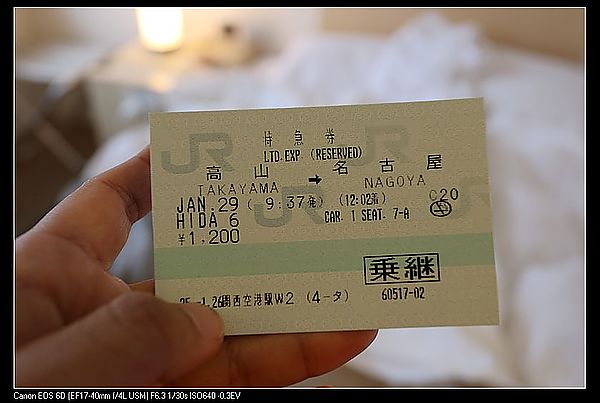 JR JR
特急券
LTD.EXP (RESERVED)
高山 ➡ 名古屋
TAKAYAMA NAGOYA
JAN.29 ( 9:37発) (12:02着) C20
HIDA 6 CAR. 1 SEAT. 7-A
¥1,200
JR
乗継
-1.26関西空港駅W2 (4-タ) 60517-02
Canon EOS 6D [EF17-40mm f/4L USM] F6.3 1/30s ISO640 -0.3EV